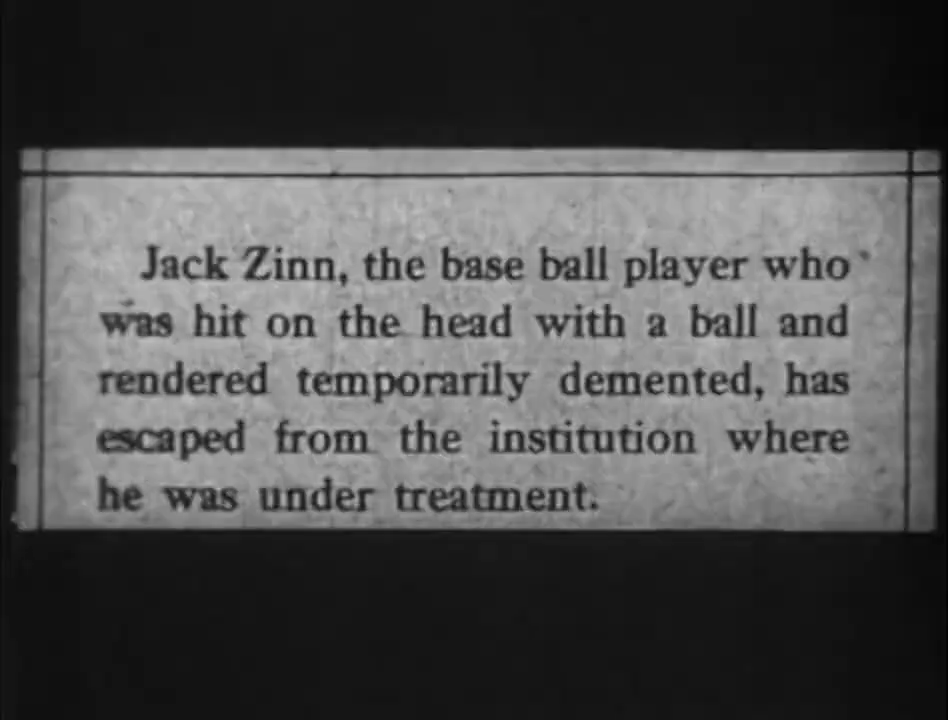 Jack Zinn, the base ball player who
was hit on the head with a ball and
rendered temporarily demented, has
escaped from the institution where
he was under treatment.